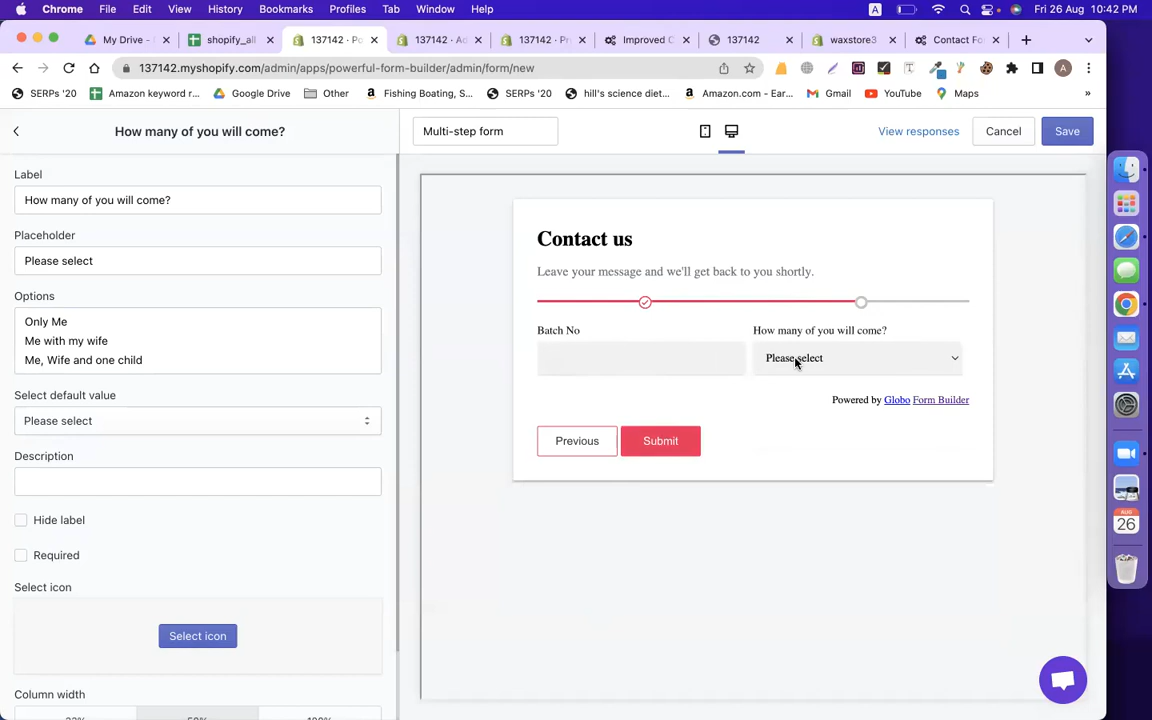 Chrome File Edit View History Bookmarks Profiles Tab Window Help A Fri 26 Aug 10:42 PM
My Drive - shopify_all 137142 · Po 137142 · Ad 137142 · Pr Improved C 137142 waxstore3 Contact Fo
137142.myshopify.com/admin/apps/powerful-form-builder/admin/form/new A
SERPs '20 Amazon keyword r... Google Drive Other Fishing Boating, S... SERPs '20 hill's science diet... Amazon.com - Ear... Gmail YouTube Maps »
How many of you will come? Multi-step form View responses Cancel Save
Label
How many of you will come?
Placeholder
Please select
Options
Only Me
Me with my wife
Me, Wife and one child
Select default value
Please select
Description
Hide label
Required
Select icon
Select icon
Column width
33% 50% 100%
Contact us
Leave your message and we'll get back to you shortly.
Batch No How many of you will come?
Please select
Powered by Globo Form Builder
Previous Submit
AUG
26